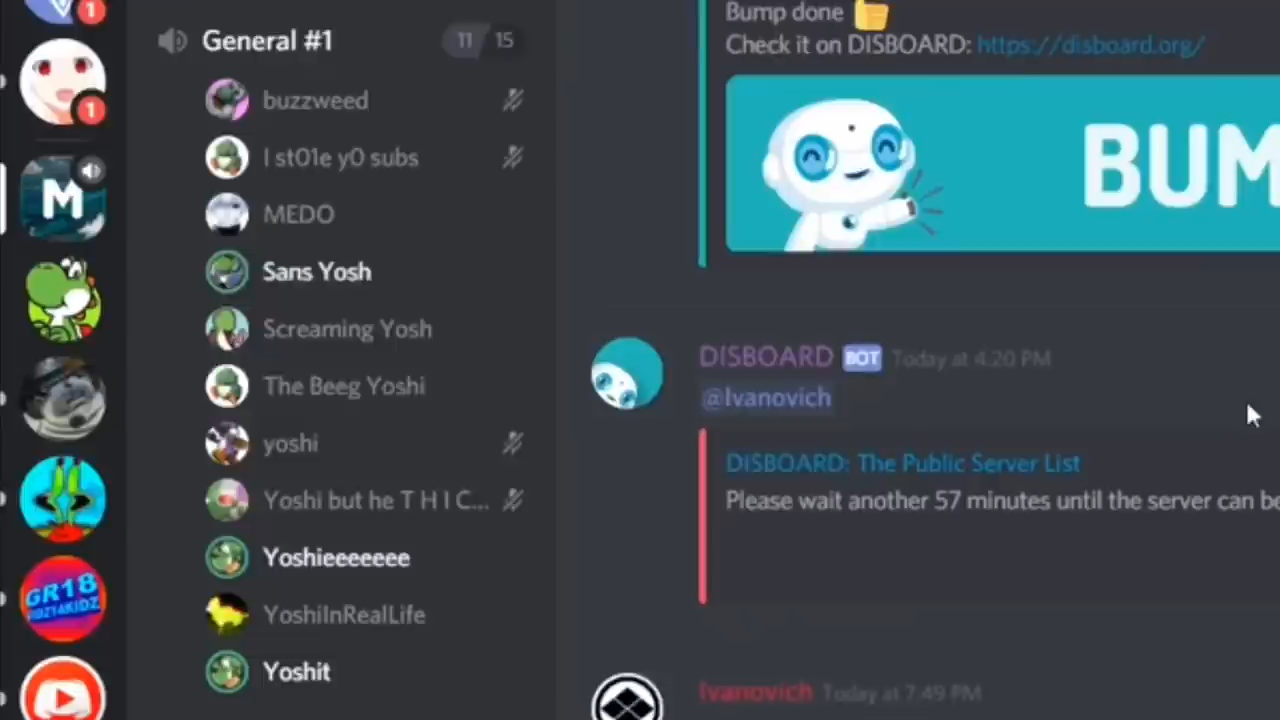 1
1
M
GR18
General #1
11 15
buzzweed
I st01e y0 subs
MEDO
Sans Yosh
Screaming Yosh
The Beeg Yoshi
yoshi
Yoshi but he T H I C...
Yoshieeeeeee
YoshiInRealLife
Yoshit
Bump done
Check it on DISBOARD: https://disboard.org/
BUM
DISBOARD BOT Today at 4:20 PM
@Ivanovich
DISBOARD: The Public Server List
Please wait another 57 minutes until the server can be
Ivanovich Today at 7:49 PM